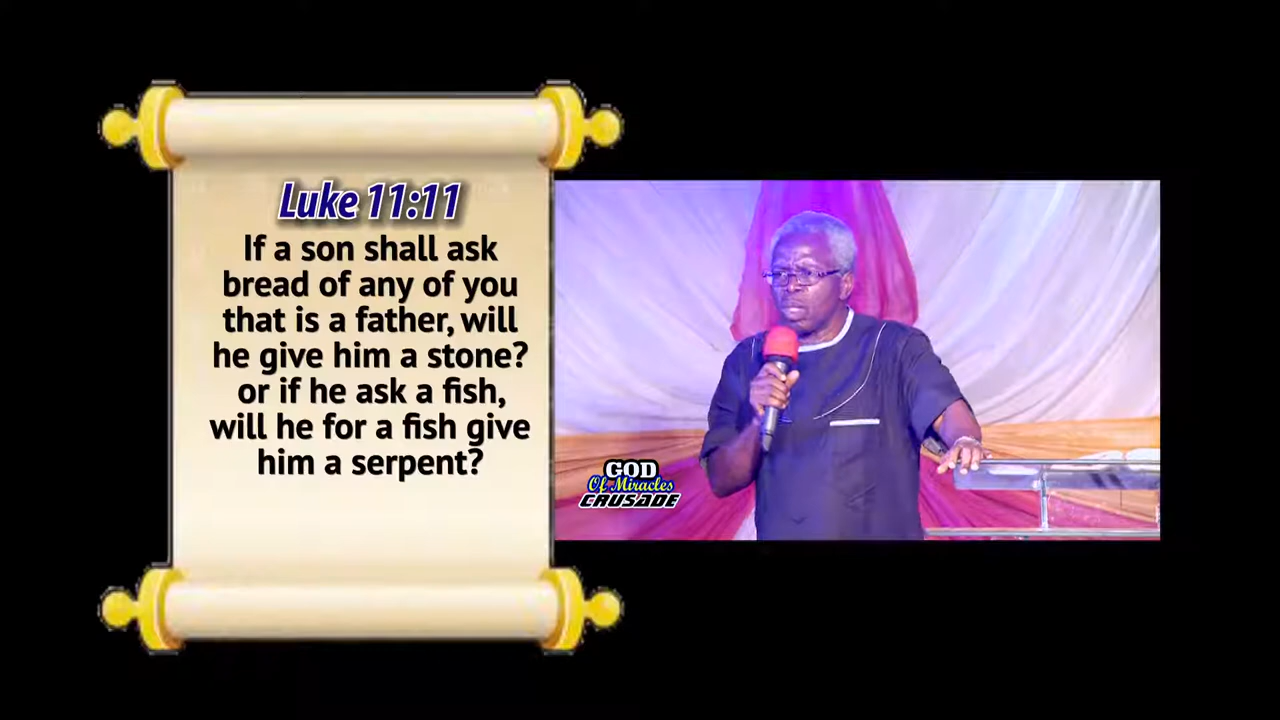 Luke 11:11
If a son shall ask
bread of any of you
that is a father, will
he give him a stone?
or if he ask a fish,
will he for a fish give
him a serpent?
GOD
Of Miracles
CRUSADE